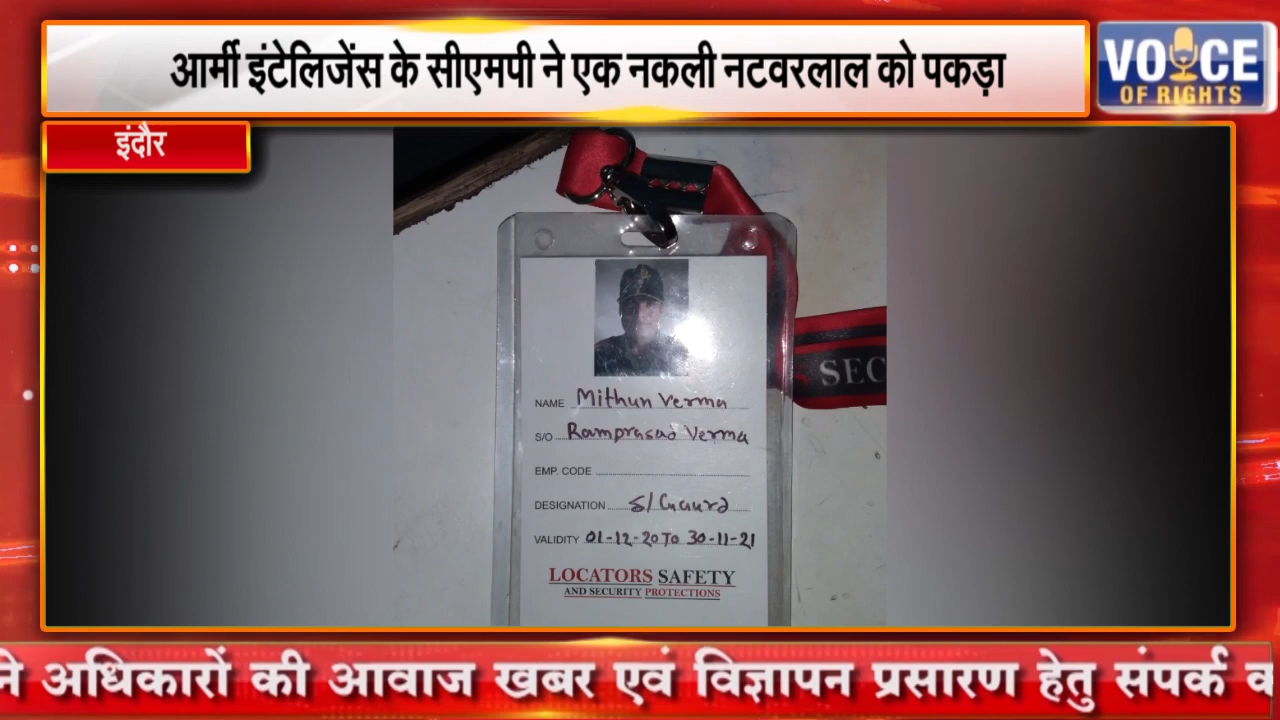 आर्मी इंटेलिजेंस के सीएमपी ने एक नकली नटवरलाल को पकड़ा
VOICE
OF RIGHTS
इंदौर
SEC
NAME Mithun Verma
S/O Ramprasad Verma
EMP. CODE
DESIGNATION S/Gaurd
VALIDITY 01-12-20 To 30-11-21
LOCATORS SAFETY
AND SECURITY PROTECTIONS
ने अधिकारों की आवाज खबर एवं विज्ञापन प्रसारण हेतु संपर्क क